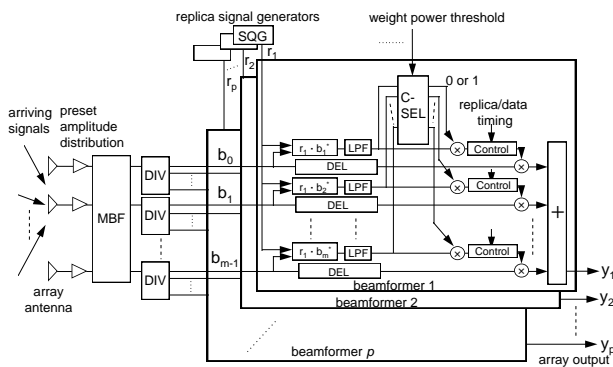 replica signal generators
weight power threshold
SQG
r1
r2
rp
0 or 1
C-
SEL
replica/data
timing
arriving
signals
preset
amplitude
distribution
b0
r1 · b1*
LPF
Control
DEL
DIV
b1
r1 · b2*
LPF
Control
DEL
DIV
MBF
+
bm-1
r1 · bm*
LPF
Control
DEL
DIV
array
antenna
beamformer 1
y1
beamformer 2
y2
beamformer p
yp
array output